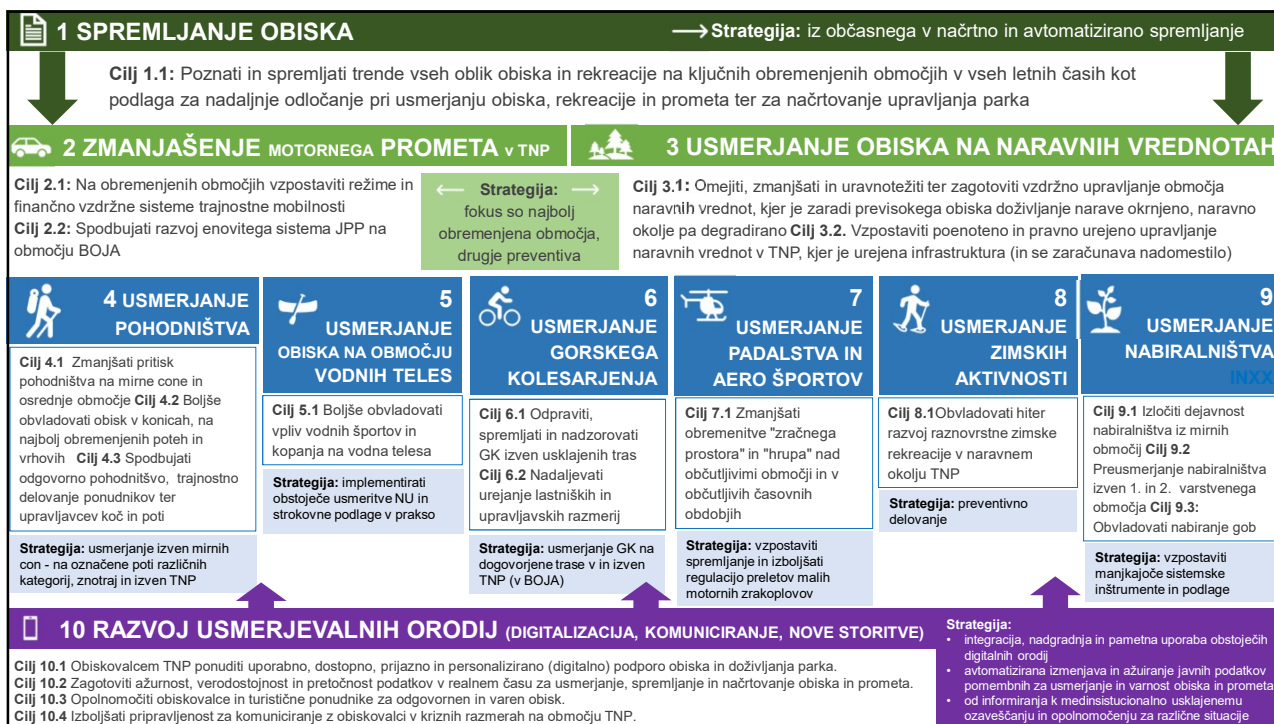 1 SPREMLJANJE OBISKA
Strategija: iz občasnega v načrtno in avtomatizirano spremljanje
Cilj 1.1: Poznati in spremljati trende vseh oblik obiska in rekreacije na ključnih obremenjenih območjih v vseh letnih časih kot
podlaga za nadaljnje odločanje pri usmerjanju obiska, rekreacije in prometa ter za načrtovanje upravljanja parka
2 ZMANJAŠENJE MOTORNEGA PROMETA v TNP
Cilj 2.1: Na obremenjenih območjih vzpostaviti režime in
finančno vzdržne sisteme trajnostne mobilnosti
Cilj 2.2: Spodbujati razvoj enovitega sistema JPP na
območju BOJA
Strategija:
fokus so najbolj
obremenjena območja,
drugje preventiva
3 USMERJANJE OBISKA NA NARAVNIH VREDNOTAH
Cilj 3.1: Omejiti, zmanjšati in uravnotežiti ter zagotoviti vzdržno upravljanje območja
naravnih vrednot, kjer je zaradi previsokega obiska doživljanje narave okrnjeno, naravno
okolje pa degradirano Cilj 3.2. Vzpostaviti poenoteno in pravno urejeno upravljanje
naravnih vrednot v TNP, kjer je urejena infrastruktura (in se zaračunava nadomestilo)
4 USMERJANJE
POHODNIŠTVA
Cilj 4.1 Zmanjšati pritisk
pohodništva na mirne cone in
osrednje območje Cilj 4.2 Boljše
obvladovati obisk v konicah, na
najbolj obremenjenih poteh in
vrhovih Cilj 4.3 Spodbujati
odgovorno pohodnitšvo, trajnostno
delovanje ponudnikov ter
upravljavcev koč in poti
Strategija: usmerjanje izven mirnih
con - na označene poti različnih
kategorij, znotraj in izven TNP
5
USMERJANJE
OBISKA NA OBMOČJU
VODNIH TELES
Cilj 5.1 Boljše obvladovati
vpliv vodnih športov in
kopanja na vodna telesa
Strategija: implementirati
obstoječe usmeritve NU in
strokovne podlage v prakso
6
USMERJANJE
GORSKEGA
KOLESARJENJA
Cilj 6.1 Odpraviti,
spremljati in nadzorovati
GK izven usklajenih tras
Cilj 6.2 Nadaljevati
urejanje lastniških in
upravljavskih razmerij
Strategija: usmerjanje GK na
dogovorjene trase v in izven
TNP (v BOJA)
7
USMERJANJE
PADALSTVA IN
AERO ŠPORTOV
Cilj 7.1 Zmanjšati
obremenitve "zračnega
prostora" in "hrupa" nad
občutljivimi območji in v
občutljivih časovnih
obdobjih
Strategija: vzpostaviti
spremljanje in izboljšati
regulacijo preletov malih
motornih zrakoplovov
8
USMERJANJE
ZIMSKIH
AKTIVNOSTI
Cilj 8.1Obvladovati hiter
razvoj raznovrstne zimske
rekreacije v naravnem
okolju TNP
Strategija: preventivno
delovanje
9
USMERJANJE
NABIRALNIŠTVA
INXX
Cilj 9.1 Izločiti dejavnost
nabiralništva iz mirnih
območij Cilj 9.2
Preusmerjanje nabiralništva
izven 1. in 2. varstvenega
območja Cilj 9.3:
Obvladovati nabiranje gob
Strategija: vzpostaviti
manjkajoče sistemske
inštrumente in podlage
10 RAZVOJ USMERJEVALNIH ORODIJ (DIGITALIZACIJA, KOMUNICIRANJE, NOVE STORITVE)
Cilj 10.1 Obiskovalcem TNP ponuditi uporabno, dostopno, prijazno in personalizirano (digitalno) podporo obiska in doživljanja parka.
Cilj 10.2 Zagotoviti ažurnost, verodostojnost in pretočnost podatkov v realnem času za usmerjanje, spremljanje in načrtovanje obiska in prometa.
Cilj 10.3 Opolnomočiti obiskovalce in turistične ponudnike za odgovornen in varen obisk.
Cilj 10.4 Izboljšati pripravljenost za komuniciranje z obiskovalci v kriznih razmerah na območju TNP.
Strategija:
• integracija, nadgradnja in pametna uporaba obstoječih
digitalnih orodij
• avtomatizirana izmenjava in ažuiranje javnih podatkov
pomembnih za usmerjanje in varnost obiska in prometa
• od informiranja k medinsistucionalno usklajenemu
ozaveščanju in opolnomočenju za različne situacije